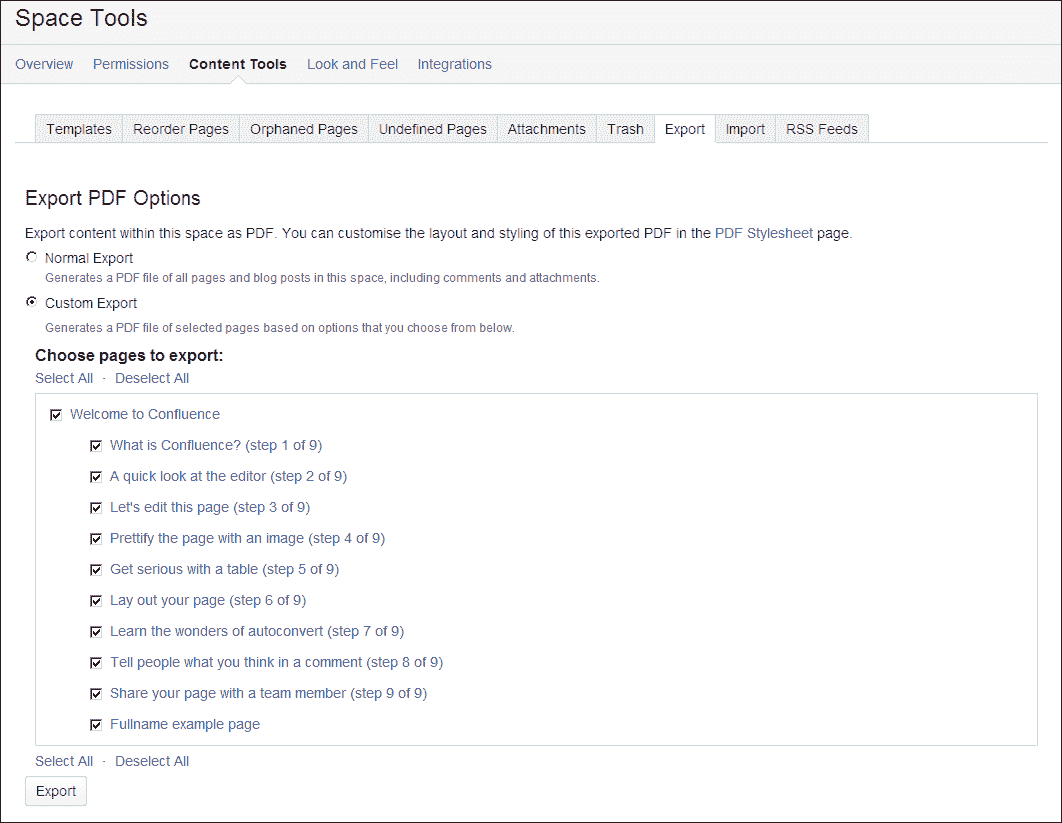 Space Tools
Overview Permissions Content Tools Look and Feel Integrations
Templates Reorder Pages Orphaned Pages Undefined Pages Attachments Trash Export Import RSS Feeds
Export PDF Options
Export content within this space as PDF. You can customise the layout and styling of this exported PDF in the PDF Stylesheet page.
Normal Export
Generates a PDF file of all pages and blog posts in this space, including comments and attachments.
Custom Export
Generates a PDF file of selected pages based on options that you choose from below.
Choose pages to export:
Select All · Deselect All
Welcome to Confluence
What is Confluence? (step 1 of 9)
A quick look at the editor (step 2 of 9)
Let's edit this page (step 3 of 9)
Prettify the page with an image (step 4 of 9)
Get serious with a table (step 5 of 9)
Lay out your page (step 6 of 9)
Learn the wonders of autoconvert (step 7 of 9)
Tell people what you think in a comment (step 8 of 9)
Share your page with a team member (step 9 of 9)
Fullname example page
Select All · Deselect All
Export